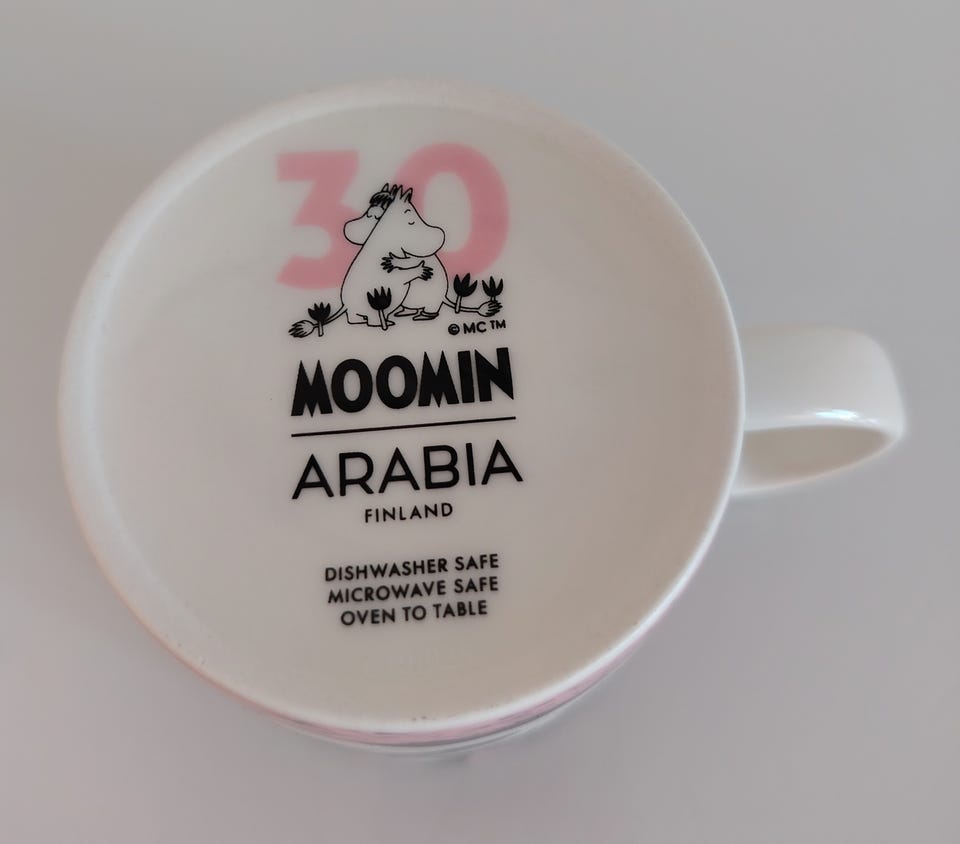 30
© MC ™
MOOMIN
ARABIA
FINLAND
DISHWASHER SAFE
MICROWAVE SAFE
OVEN TO TABLE